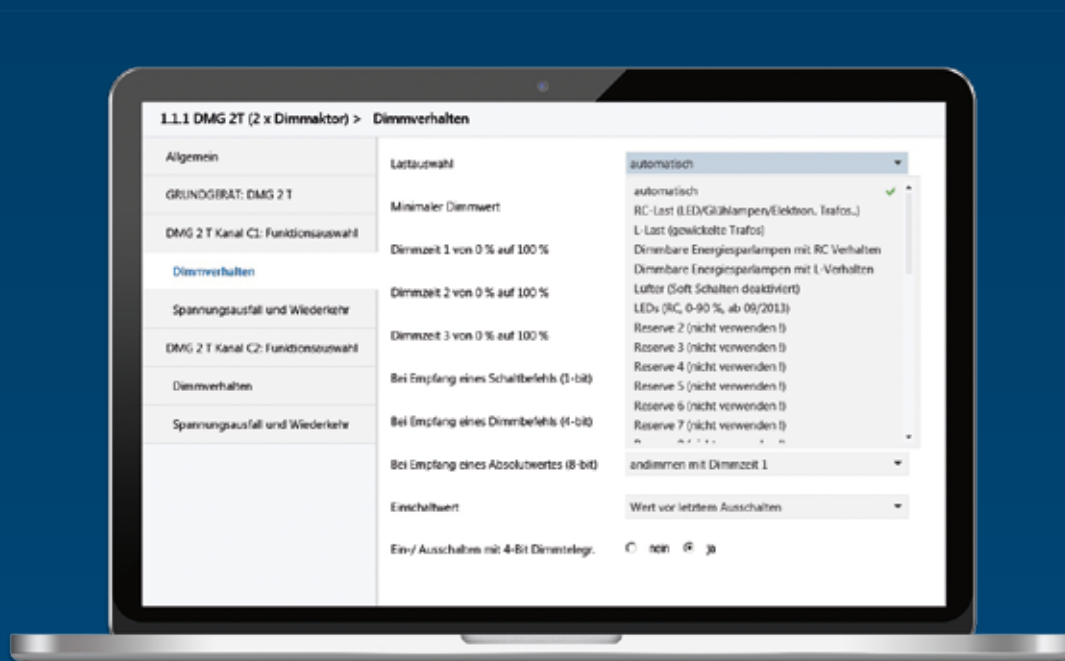 1.1.1 DMG 2T (2 x Dimmaktor) > Dimmverhalten
Allgemein
GRUNDGERÄT: DMG 2 T
DMG 2 T Kanal C1: Funktionsauswahl
Dimmverhalten
Spannungsausfall und Wiederkehr
DMG 2 T Kanal C2: Funktionsauswahl
Dimmverhalten
Spannungsausfall und Wiederkehr
Lastauswahl
automatisch
Minimaler Dimmwert
Dimmzeit 1 von 0 % auf 100 %
Dimmzeit 2 von 0 % auf 100 %
Dimmzeit 3 von 0 % auf 100 %
Bei Empfang eines Schaltbefehls (1-bit)
Bei Empfang eines Dimmbefehls (4-bit)
automatisch
RC-Last (LED/Glühlampen/Elektron. Trafos..)
L-Last (gewickelte Trafos)
Dimmbare Energiesparlampen mit RC Verhalten
Dimmbare Energiesparlampen mit L-Verhalten
Lüfter (Soft Schalten deaktiviert)
LEDs (RC, 0-90 %, ab 09/2013)
Reserve 2 (nicht verwenden !)
Reserve 3 (nicht verwenden !)
Reserve 4 (nicht verwenden !)
Reserve 5 (nicht verwenden !)
Reserve 6 (nicht verwenden !)
Reserve 7 (nicht verwenden !)
Bei Empfang eines Absolutwertes (8-bit)
andimmen mit Dimmzeit 1
Einschaltwert
Wert vor letztem Ausschalten
Ein-/ Ausschalten mit 4-Bit Dimmtelegr.
nein ja